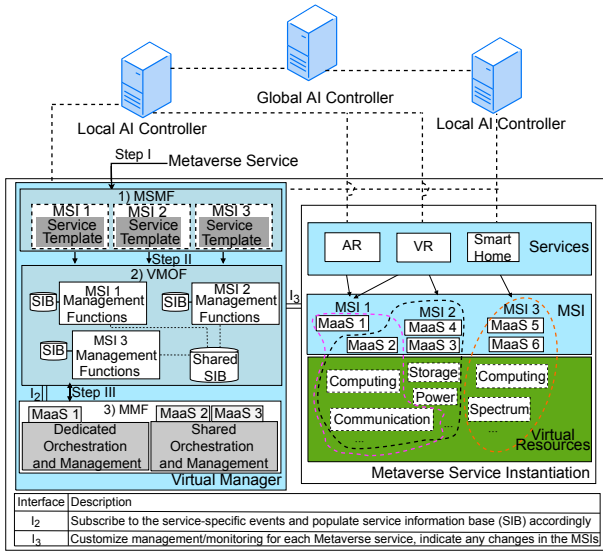 Global AI Controller
Local AI Controller
Local AI Controller
Step I
Metaverse Service
1) MSMF
MSI 1
Service
Template
MSI 2
Service
Template
MSI 3
Service
Template
Step II
2) VMOF
SIB
MSI 1
Management
Functions
SIB
MSI 2
Management
Functions
SIB
MSI 3
Management
Functions
Shared
SIB
I2
Step III
MaaS 1
3) MMF
MaaS 2
MaaS 3
Dedicated
Orchestration
and Management
Shared
Orchestration
and Management
Virtual Manager
I3
AR
VR
Smart
Home
Services
MSI 1
MSI 2
MSI 3
MSI
MaaS 1
MaaS 2
MaaS 4
MaaS 3
MaaS 5
MaaS 6
Computing
Storage
Power
Communication
...
...
Computing
Spectrum
...
Virtual
Resources
Metaverse Service Instantiation
Interface Description
I2 Subscribe to the service-specific events and populate service information base (SIB) accordingly
I3 Customize management/monitoring for each Metaverse service, indicate any changes in the MSIs